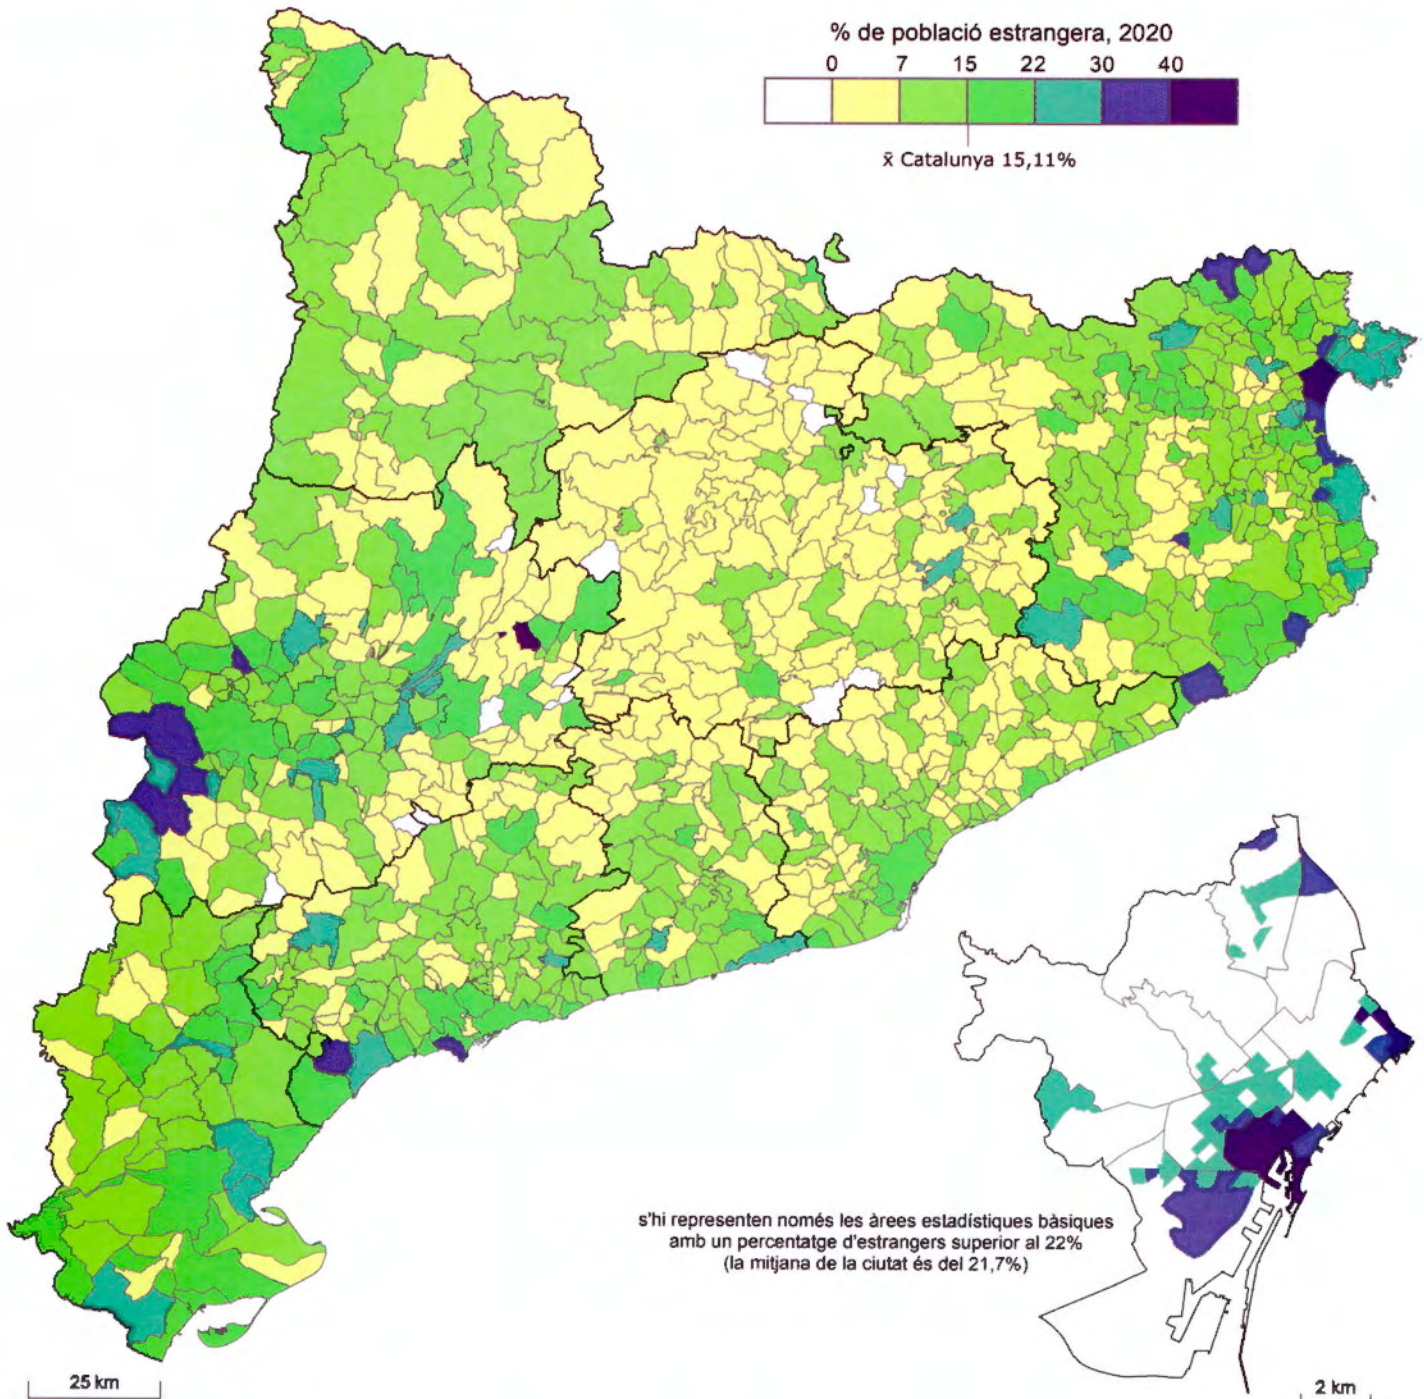 % de població estrangera, 2020
0 7 15 22 30 40
x̄ Catalunya 15,11%
s'hi representen només les àrees estadístiques bàsiques
amb un percentatge d'estrangers superior al 22%
(la mitjana de la ciutat és del 21,7%)
25 km
2 km